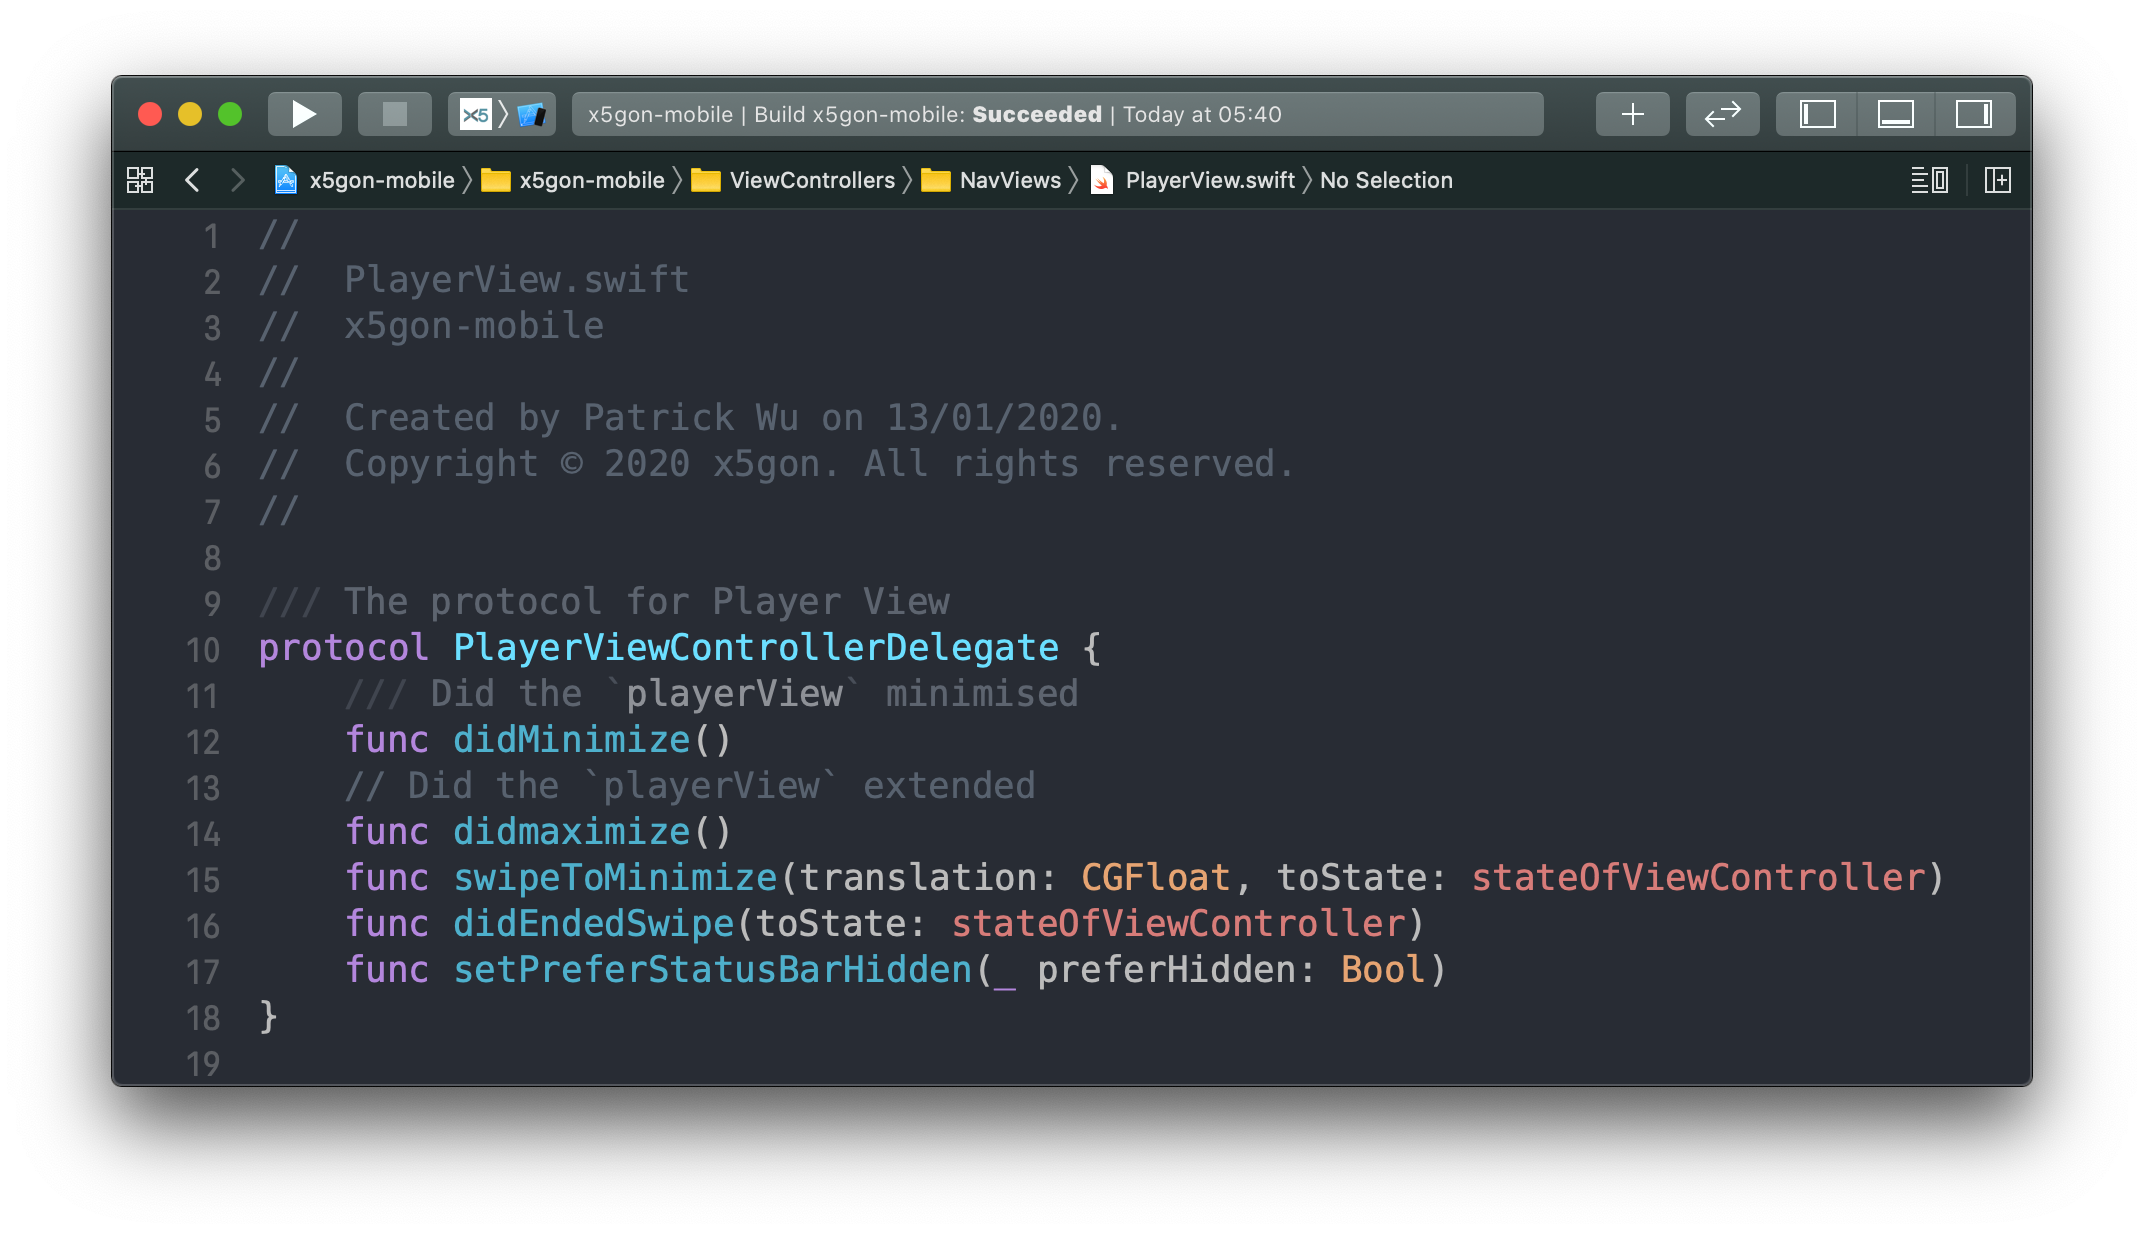 X5
x5gon-mobile | Build x5gon-mobile: Succeeded | Today at 05:40
x5gon-mobile 〉 x5gon-mobile 〉 ViewControllers 〉 NavViews 〉 PlayerView.swift 〉 No Selection
1 //
2 //  PlayerView.swift
3 //  x5gon-mobile
4 //
5 //  Created by Patrick Wu on 13/01/2020.
6 //  Copyright © 2020 x5gon. All rights reserved.
7 //
8
9 /// The protocol for Player View
10 protocol PlayerViewControllerDelegate {
11     /// Did the `playerView` minimised
12     func didMinimize()
13     // Did the `playerView` extended
14     func didmaximize()
15     func swipeToMinimize(translation: CGFloat, toState: stateOfViewController)
16     func didEndedSwipe(toState: stateOfViewController)
17     func setPreferStatusBarHidden(_ preferHidden: Bool)
18 }
19